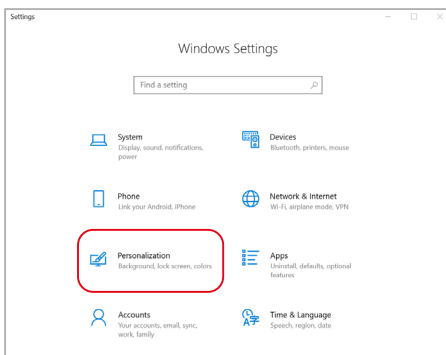 Settings
Windows Settings
Find a setting
System
Display, sound, notifications,
power
Devices
Bluetooth, printers, mouse
Phone
Link your Android, iPhone
Network & Internet
Wi-Fi, airplane mode, VPN
Personalization
Background, lock screen, colors
Apps
Uninstall, defaults, optional
features
Accounts
Your accounts, email, sync,
work, family
Time & Language
Speech, region, date